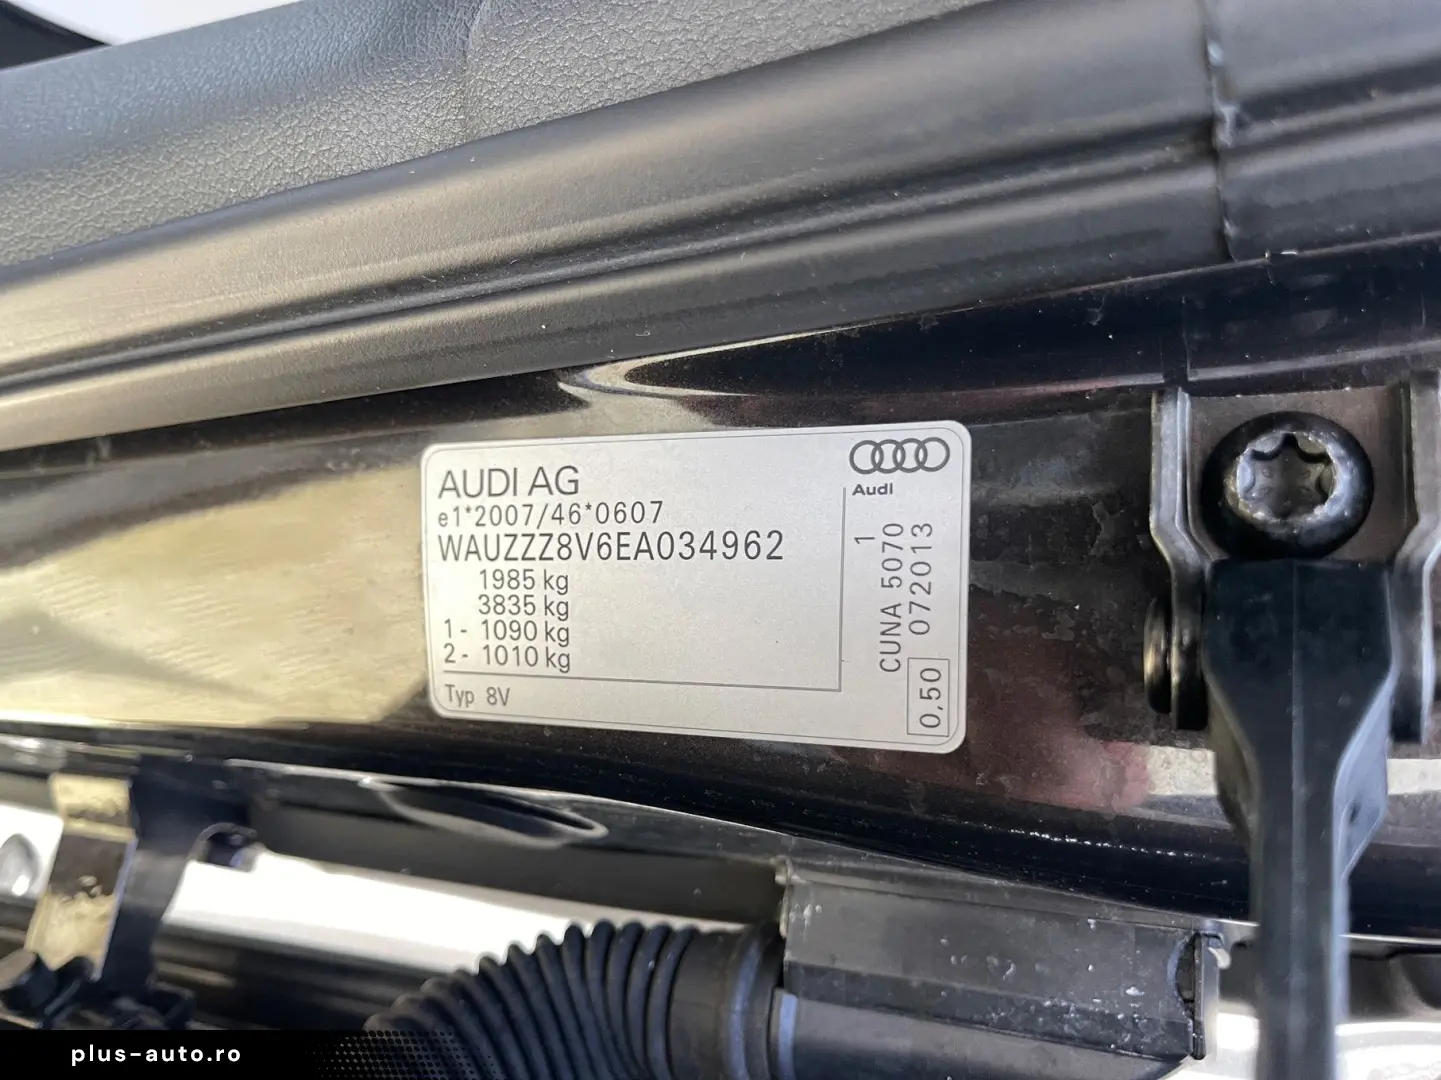 AUDI AG
e1*2007/46*0607
WAUZZZ8V6EA034962
1985 kg
3835 kg
1- 1090 kg
2- 1010 kg
Typ 8V
Audi
1
CUNA 5070
072013
0,50
plus-auto.ro